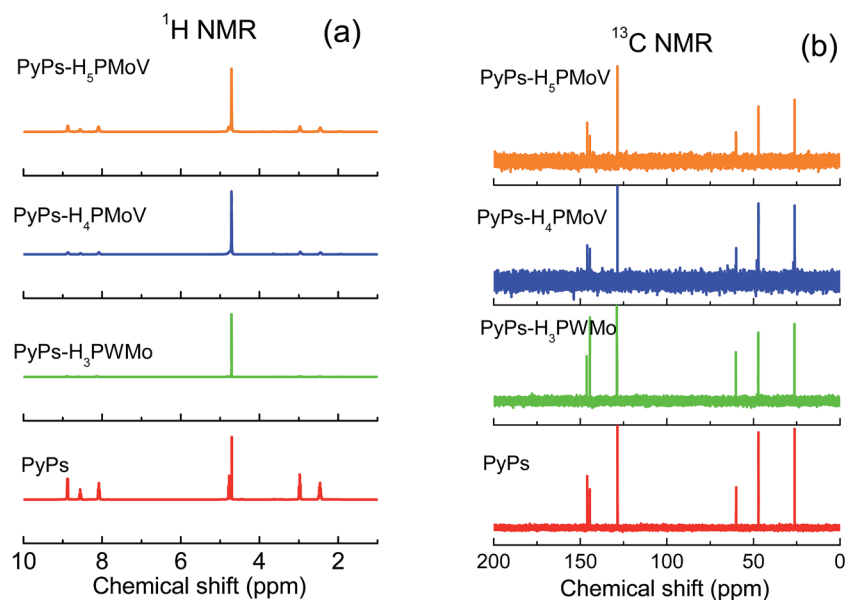 ¹H NMR
(a)
PyPs-H₅PMoV
PyPs-H₄PMoV
PyPs-H₃PWMo
PyPs
10 8 6 4 2
Chemical shift (ppm)
¹³C NMR
(b)
PyPs-H₅PMoV
PyPs-H₄PMoV
PyPs-H₃PWMo
PyPs
200 150 100 50 0
Chemical shift (ppm)